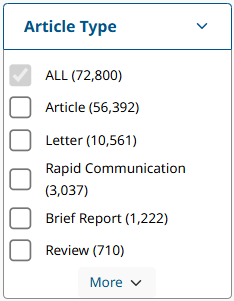 Article Type
ALL (72,800)
Article (56,392)
Letter (10,561)
Rapid Communication
(3,037)
Brief Report (1,222)
Review (710)
More